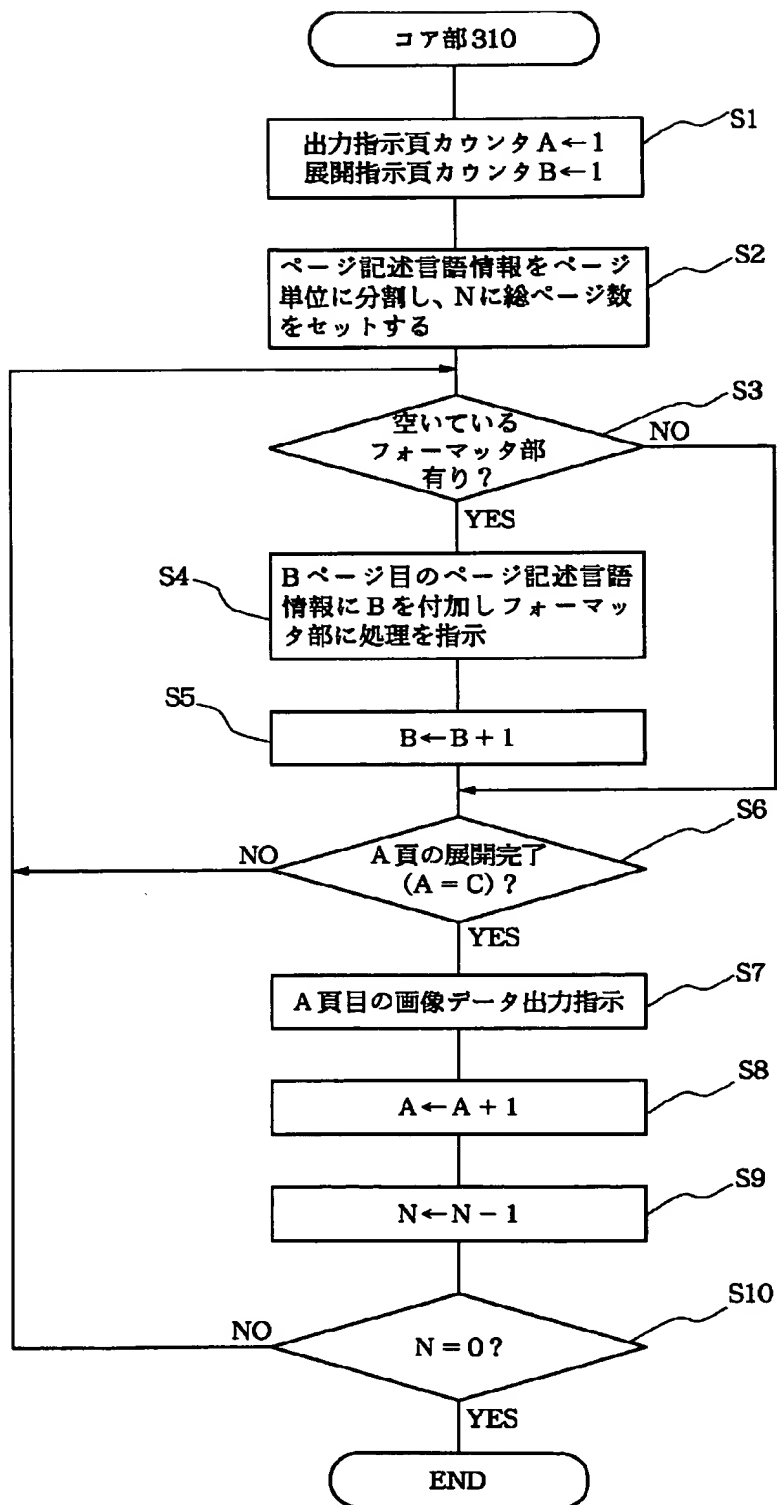 コア部310
S1
出力指示頁カウンタA←1
展開指示頁カウンタB←1
S2
ページ記述言語情報をページ
単位に分割し、Nに総ページ数
をセットする
S3
空いている
フォーマッタ部
有り?
NO
YES
S4
Bページ目のページ記述言語
情報にBを付加しフォーマッ
タ部に処理を指示
S5
B←B+1
S6
A頁の展開完了
(A=C)?
NO
YES
S7
A頁目の画像データ出力指示
S8
A←A+1
S9
N←N-1
S10
N=0?
NO
YES
END